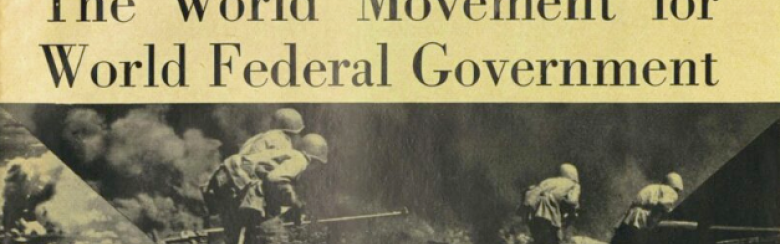 The World Movement for
World Federal Government